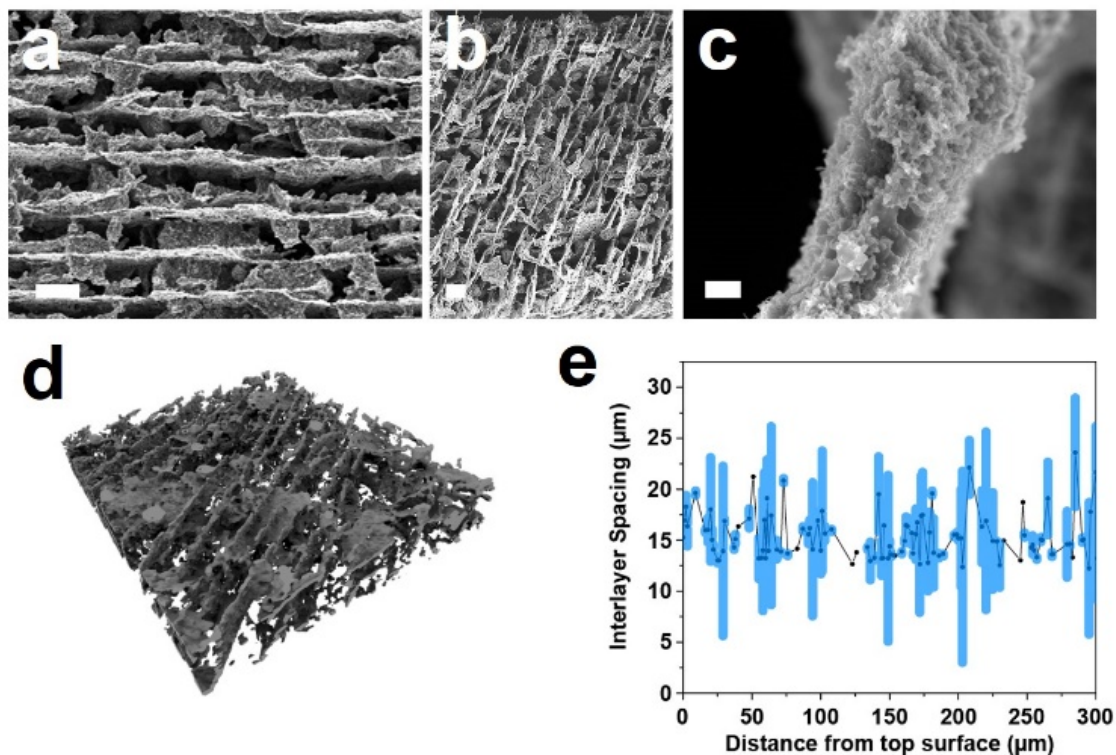 a
b
c
d
e
Interlayer Spacing (µm)
30
25
20
15
10
5
0
0 50 100 150 200 250 300
Distance from top surface (µm)